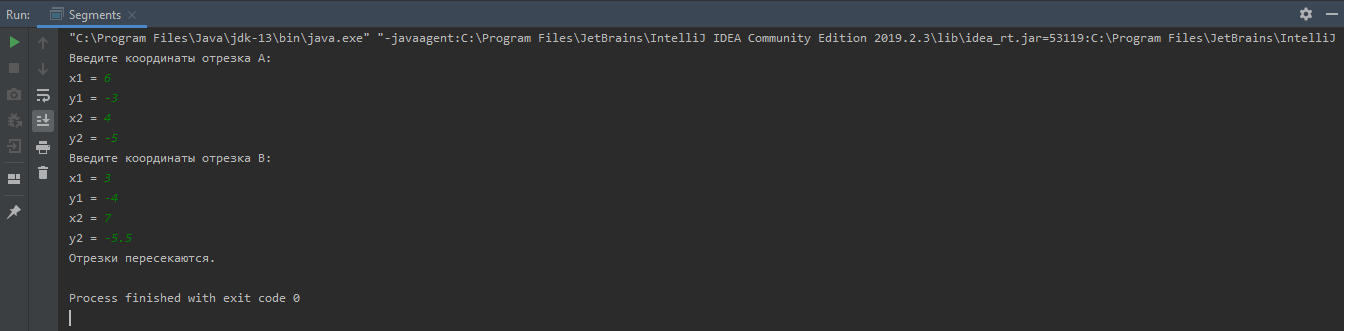 Run: Segments
"C:\Program Files\Java\jdk-13\bin\java.exe" "-javaagent:C:\Program Files\JetBrains\IntelliJ IDEA Community Edition 2019.2.3\lib\idea_rt.jar=53119:C:\Program Files\JetBrains\IntelliJ
Введите координаты отрезка A:
x1 = 6
y1 = -3
x2 = 4
y2 = -5
Введите координаты отрезка B:
x1 = 3
y1 = -4
x2 = 7
y2 = -5.5
Отрезки пересекаются.
Process finished with exit code 0